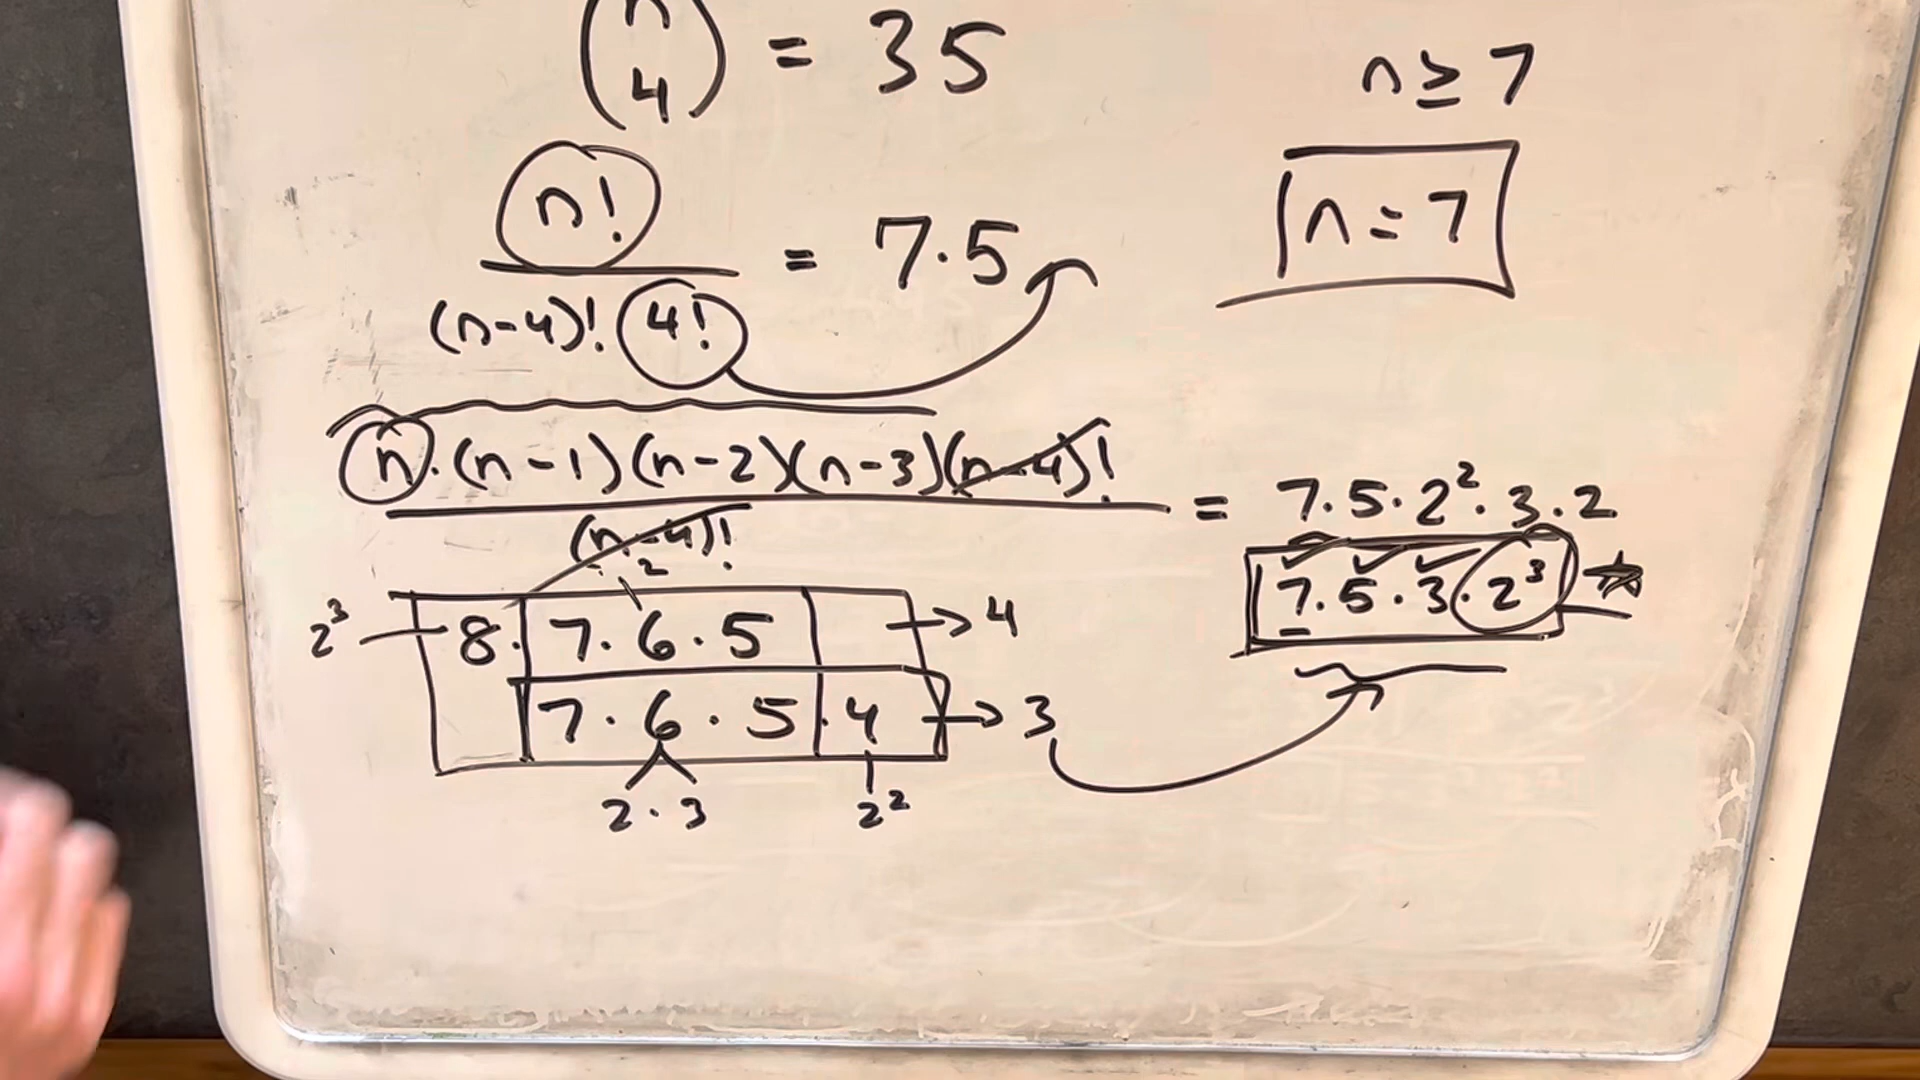 (n 4) = 35
n ≥ 7
n! / (n-4)! 4! = 7.5
n = 7
n.(n-1)(n-2)(n-3)(n-4)! / (n-4)! = 7.5.2².3.2
7.5.3.2³
2
2³ 8. 7.6.5 → 4
7.6.5.4 → 3
2.3 2²